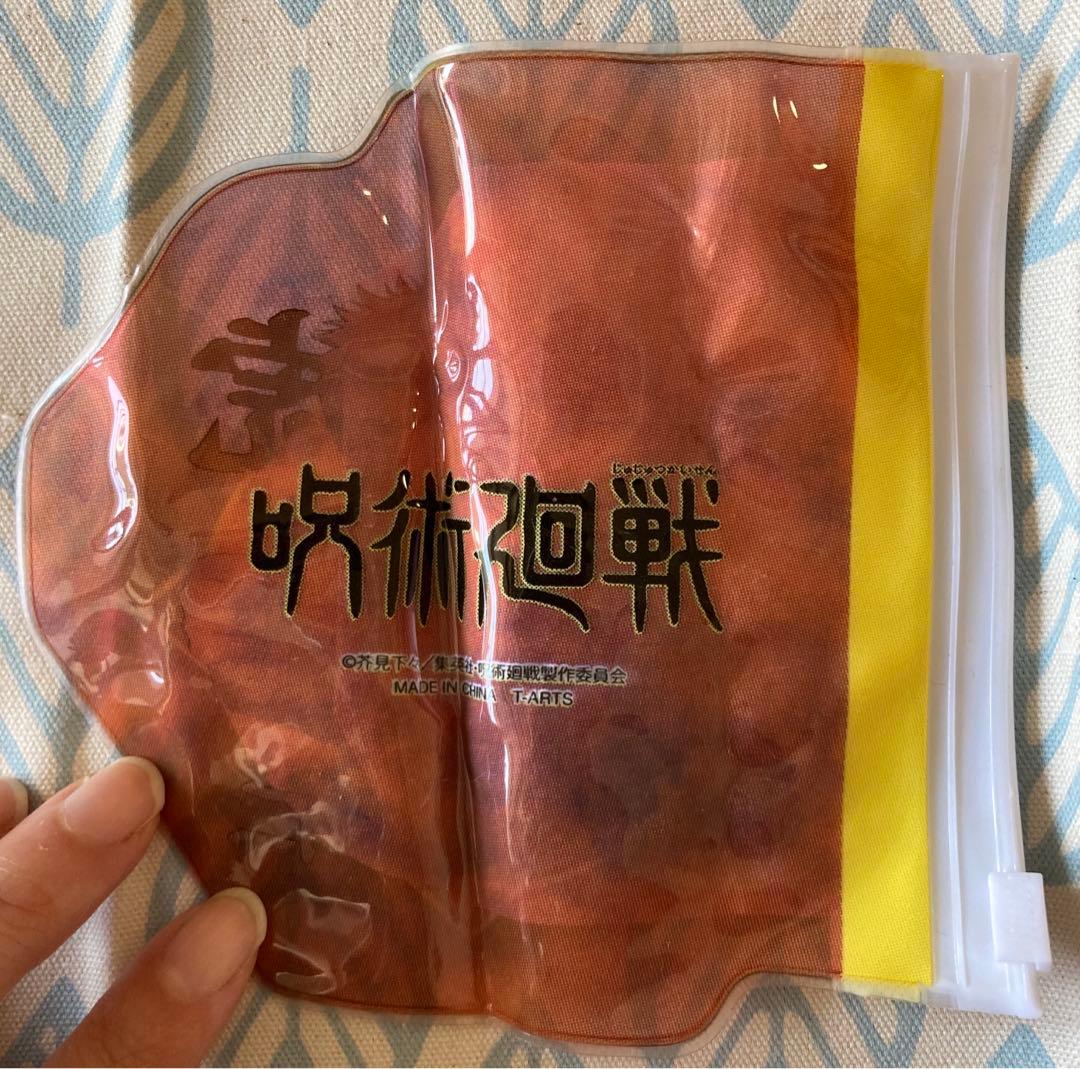 じゅじゅつかいせん
呪術廻戦
©芥見下々／集英社・呪術廻戦製作委員会
MADE IN CHINA T-ARTS